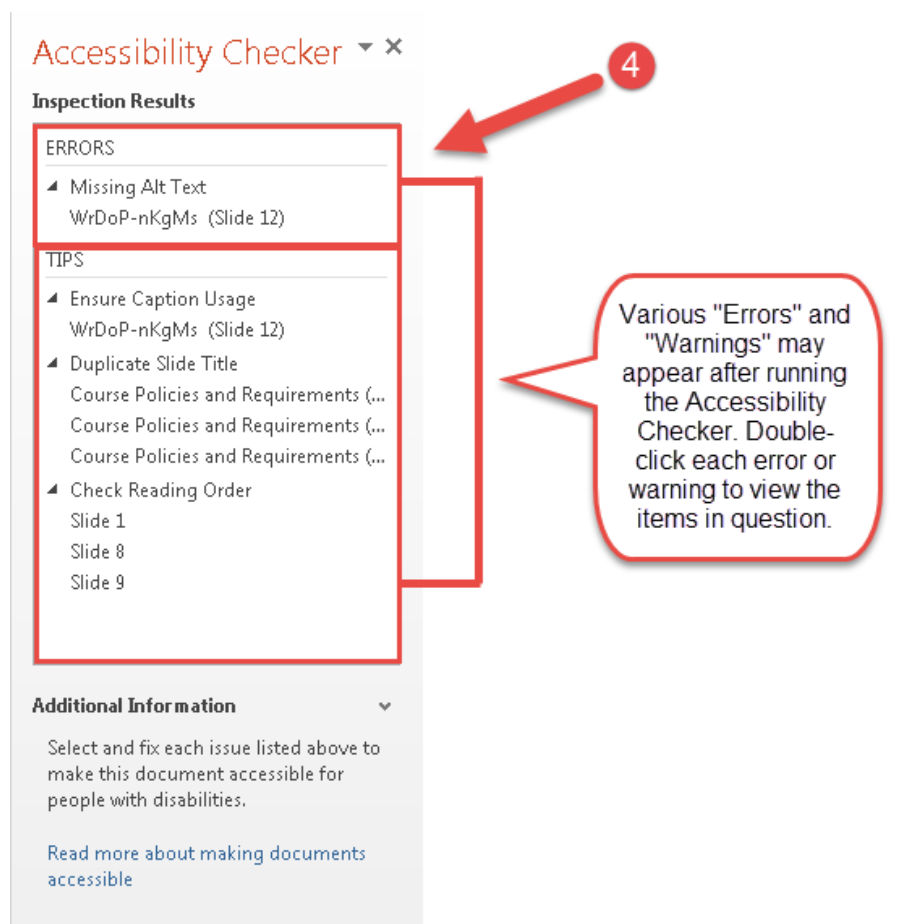 Accessibility Checker
4
Inspection Results
ERRORS
Missing Alt Text
WrDoP-nKgMs (Slide 12)
TIPS
Ensure Caption Usage
WrDoP-nKgMs (Slide 12)
Duplicate Slide Title
Course Policies and Requirements (...
Course Policies and Requirements (...
Course Policies and Requirements (...
Check Reading Order
Slide 1
Slide 8
Slide 9
Various "Errors" and
"Warnings" may
appear after running
the Accessibility
Checker. Double-
click each error or
warning to view the
items in question.
Additional Information
Select and fix each issue listed above to
make this document accessible for
people with disabilities.
Read more about making documents
accessible